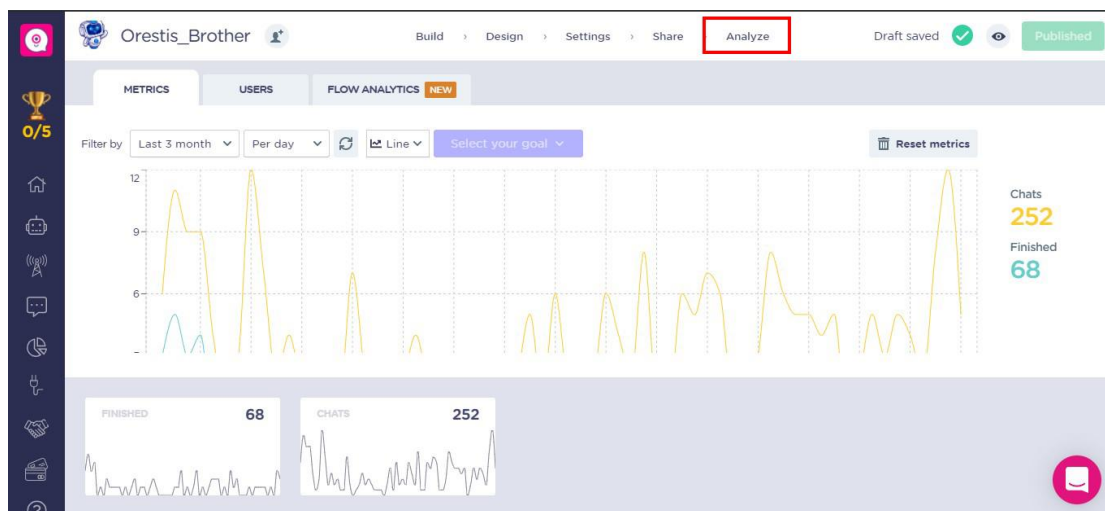 Orestis_Brother
Build > Design > Settings > Share Analyze
Draft saved
Published
0/5
METRICS
USERS
FLOW ANALYTICS NEW
Filter by Last 3 month Per day Line Select your goal
Reset metrics
12
9
6
Chats
252
Finished
68
FINISHED 68
CHATS 252